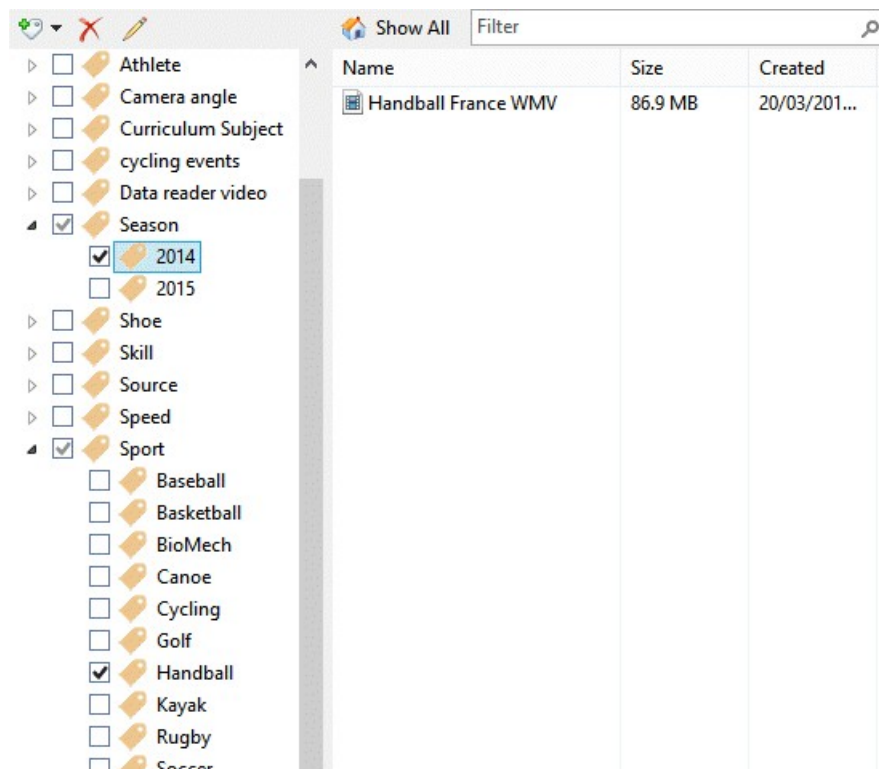 Show All
Filter
Athlete
Camera angle
Curriculum Subject
cycling events
Data reader video
Season
2014
2015
Shoe
Skill
Source
Speed
Sport
Baseball
Basketball
BioMech
Canoe
Cycling
Golf
Handball
Kayak
Rugby
Soccer
Name Size Created
Handball France WMV 86.9 MB 20/03/201...